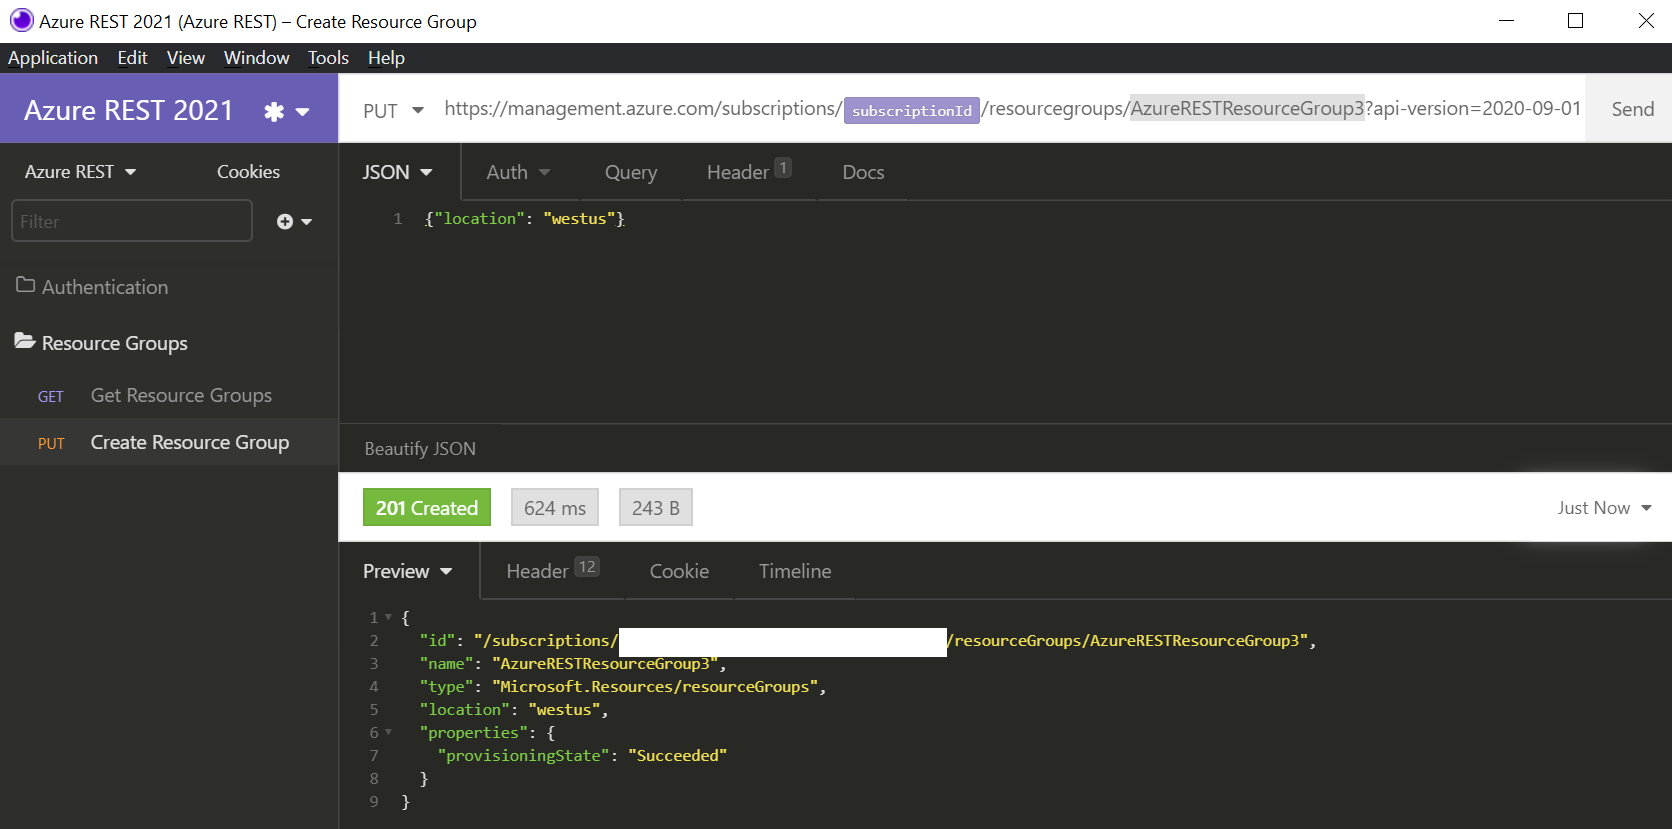 Azure REST 2021 (Azure REST) – Create Resource Group
Application Edit View Window Tools Help
Azure REST 2021
PUT https://management.azure.com/subscriptions/ subscriptionId /resourcegroups/AzureRESTResourceGroup3?api-version=2020-09-01 Send
Azure REST Cookies
Filter
Authentication
Resource Groups
GET Get Resource Groups
PUT Create Resource Group
JSON Auth Query Header 1 Docs
1 {"location": "westus"}
Beautify JSON
201 Created 624 ms 243 B Just Now
Preview Header 12 Cookie Timeline
1 {
2 "id": "/subscriptions/ /resourceGroups/AzureRESTResourceGroup3",
3 "name": "AzureRESTResourceGroup3",
4 "type": "Microsoft.Resources/resourceGroups",
5 "location": "westus",
6 "properties": {
7 "provisioningState": "Succeeded"
8 }
9 }